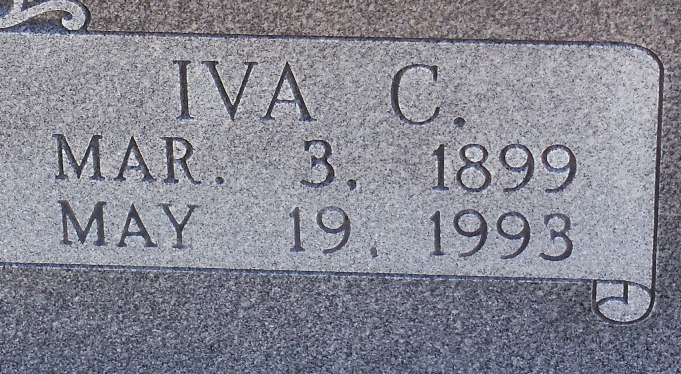 IVA C.
MAR. 3, 1899
MAY 19, 1993